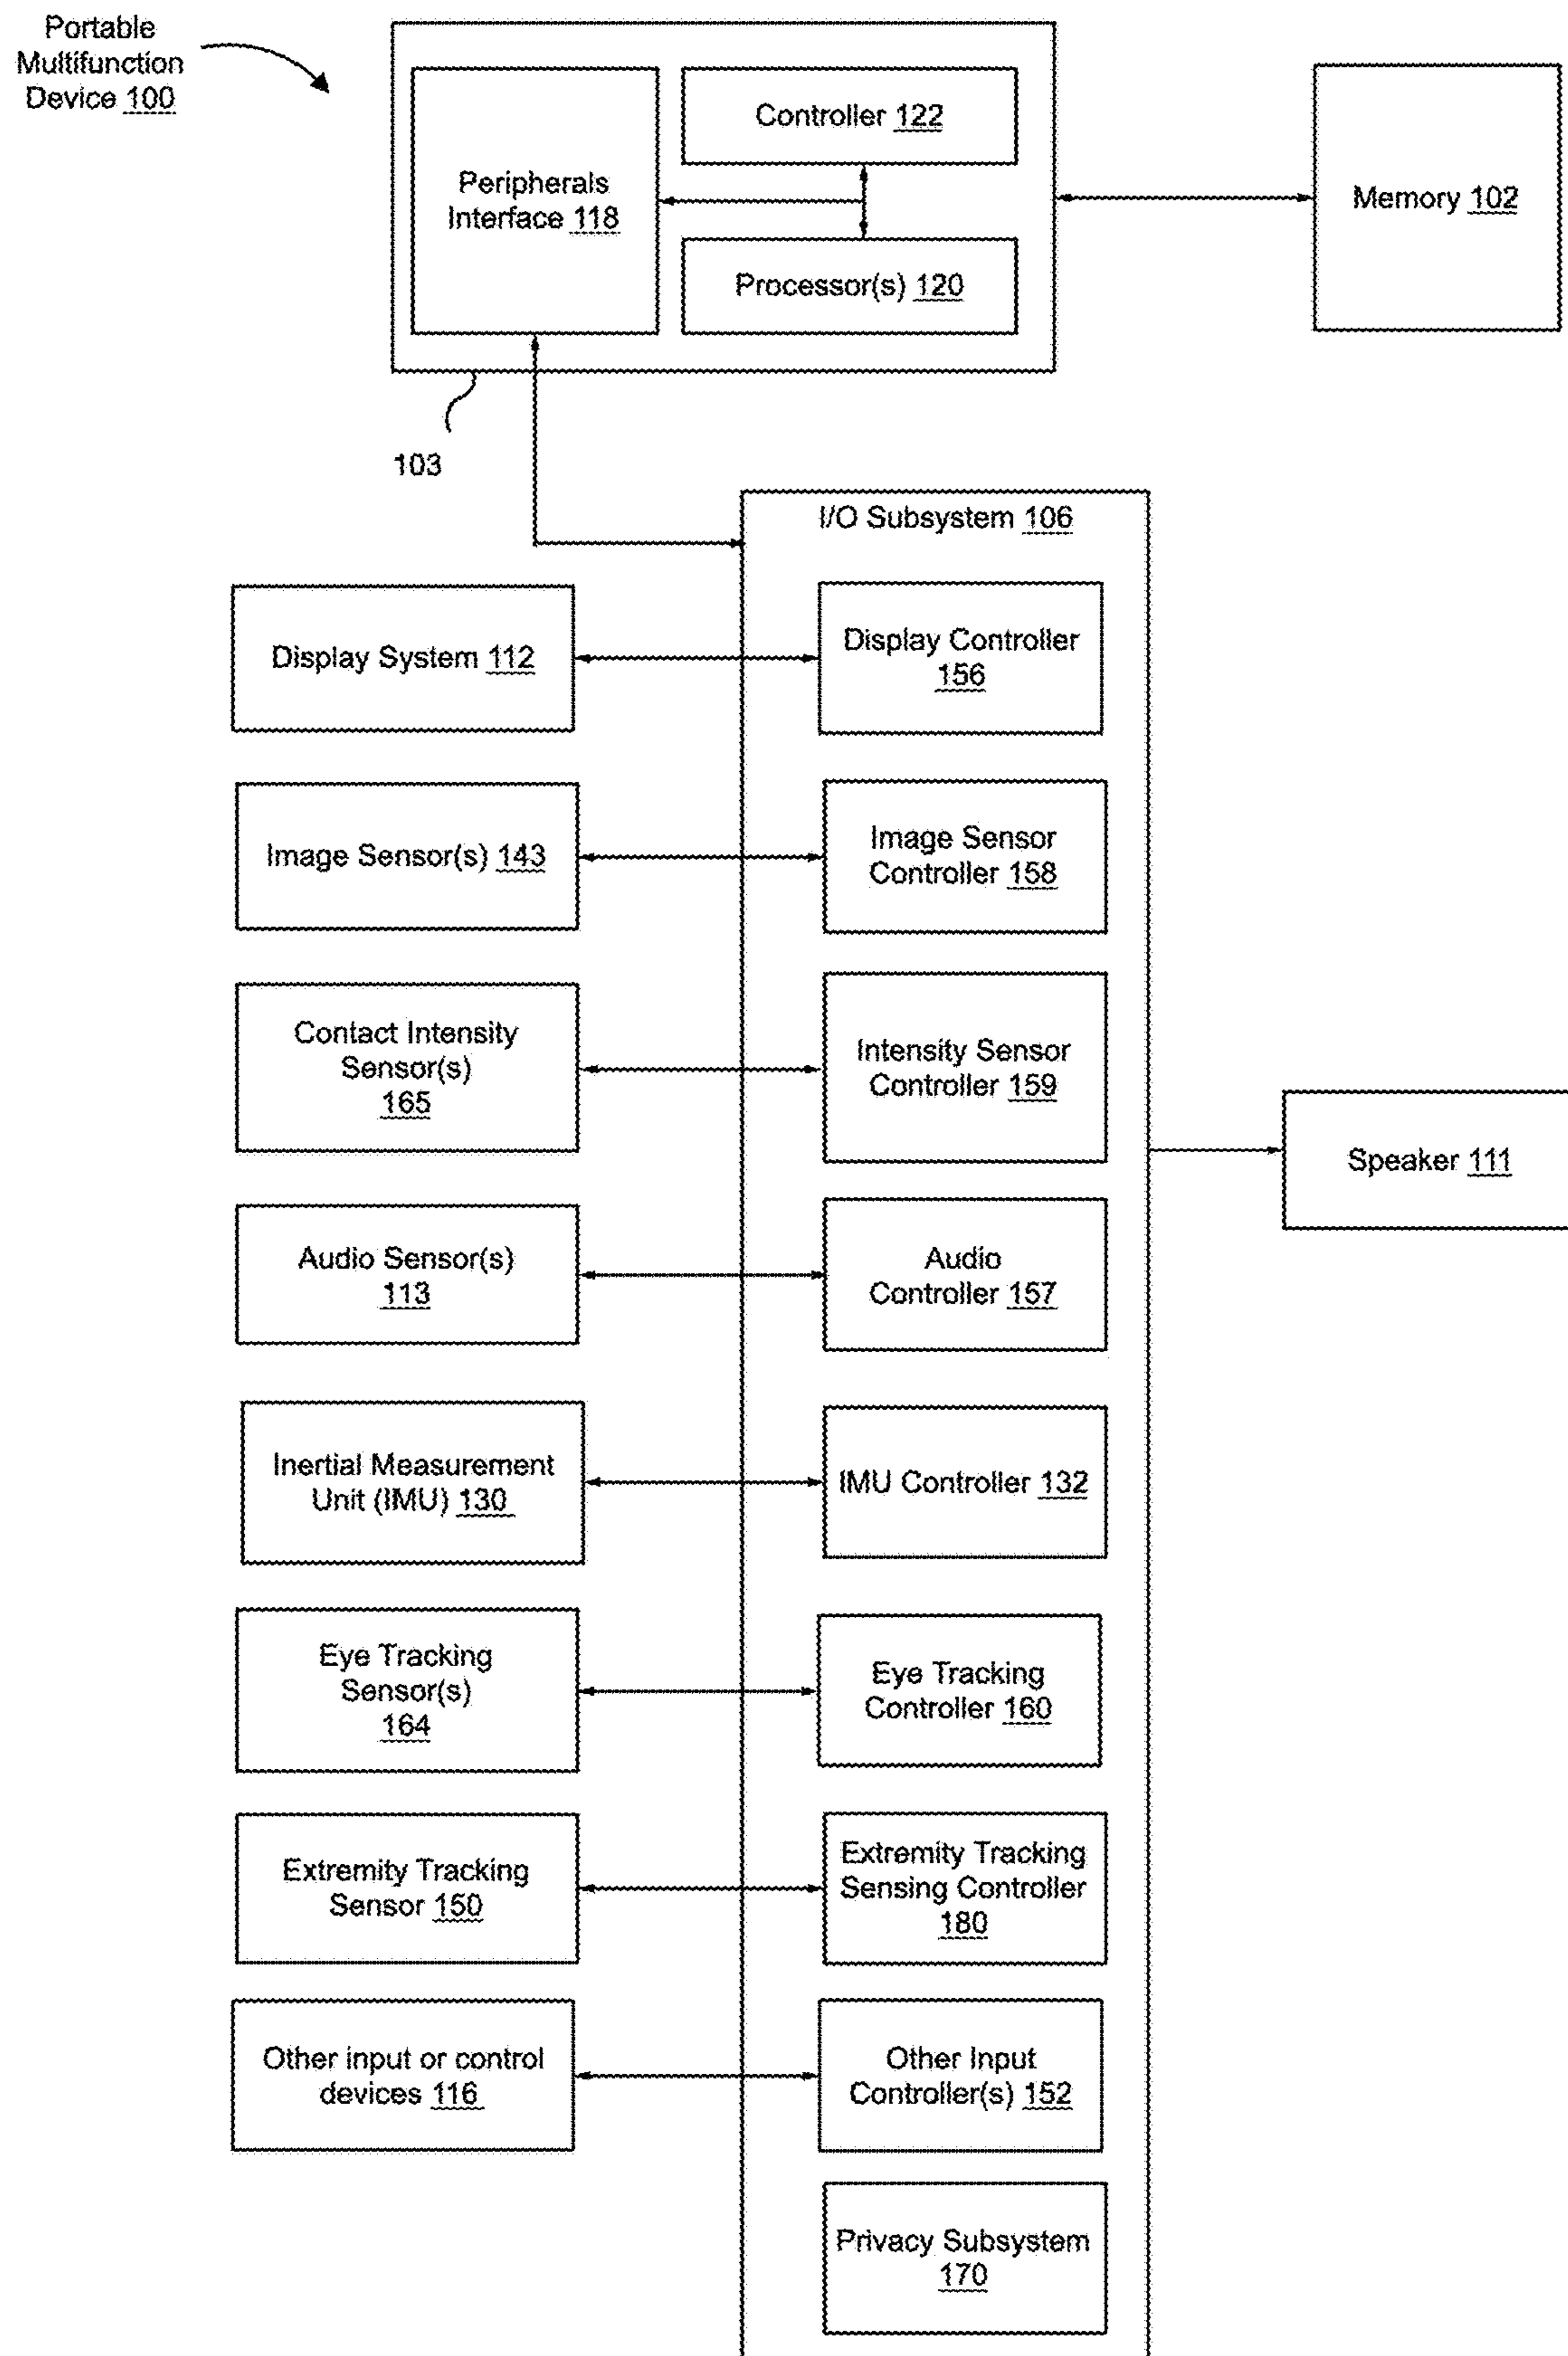 Portable
Multifunction
Device 100
Controller 122
Peripherals
Interface 118
Processor(s) 120
Memory 102
103
I/O Subsystem 106
Display System 112
Display Controller
156
Image Sensor(s) 143
Image Sensor
Controller 158
Contact Intensity
Sensor(s)
165
Intensity Sensor
Controller 159
Speaker 111
Audio Sensor(s)
113
Audio
Controller 157
Inertial Measurement
Unit (IMU) 130
IMU Controller 132
Eye Tracking
Sensor(s)
164
Eye Tracking
Controller 160
Extremity Tracking
Sensor 150
Extremity Tracking
Sensing Controller
180
Other input or control
devices 116
Other Input
Controller(s) 152
Privacy Subsystem
170